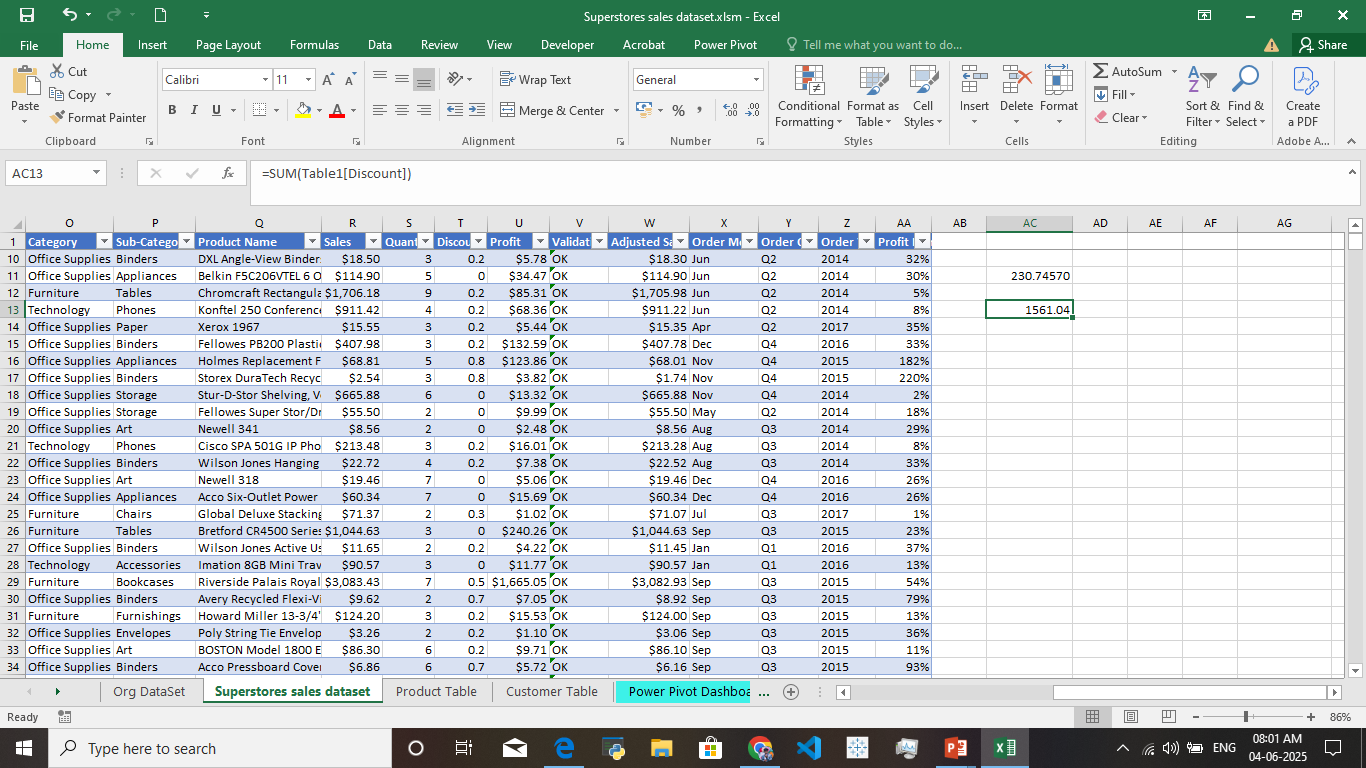 Superstores sales dataset.xlsm - Excel
File Home Insert Page Layout Formulas Data Review View Developer Acrobat Power Pivot Tell me what you want to do... Share
Paste
Cut
Copy
Format Painter
Clipboard
Calibri 11
B I U
Font
Wrap Text
Merge & Center
Alignment
General
Number
Conditional Formatting
Format as Table
Cell Styles
Styles
Insert Delete Format
Cells
AutoSum
Fill
Clear
Sort & Filter
Find & Select
Editing
Create a PDF
Adobe A...
AC13 fx =SUM(Table1[Discount])
O P Q R S T U V W X Y Z AA AB AC AD AE AF AG
1 Category Sub-Catego Product Name Sales Quant Discou Profit Validat Adjusted Sa Order M Order Order Profit
10 Office Supplies Binders DXL Angle-View Binder $18.50 3 0.2 $5.78 OK $18.30 Jun Q2 2014 32%
11 Office Supplies Appliances Belkin F5C206VTEL 6 O $114.90 5 0 $34.47 OK $114.90 Jun Q2 2014 30% 230.74570
12 Furniture Tables Chromcraft Rectangula $1,706.18 9 0.2 $85.31 OK $1,705.98 Jun Q2 2014 5%
13 Technology Phones Konftel 250 Conference $911.42 4 0.2 $68.36 OK $911.22 Jun Q2 2014 8% 1561.04
14 Office Supplies Paper Xerox 1967 $15.55 3 0.2 $5.44 OK $15.35 Apr Q2 2017 35%
15 Office Supplies Binders Fellowes PB200 Plasti $407.98 3 0.2 $132.59 OK $407.78 Dec Q4 2016 33%
16 Office Supplies Appliances Holmes Replacement F $68.81 5 0.8 $123.86 OK $68.01 Nov Q4 2015 182%
17 Office Supplies Binders Storex DuraTech Recyc $2.54 3 0.8 $3.82 OK $1.74 Nov Q4 2015 220%
18 Office Supplies Storage Stur-D-Stor Shelving, V $665.88 6 0 $13.32 OK $665.88 Nov Q4 2014 2%
19 Office Supplies Storage Fellowes Super Stor/Dr $55.50 2 0 $9.99 OK $55.50 May Q2 2014 18%
20 Office Supplies Art Newell 341 $8.56 2 0 $2.48 OK $8.56 Aug Q3 2014 29%
21 Technology Phones Cisco SPA 501G IP Pho $213.48 3 0.2 $16.01 OK $213.28 Aug Q3 2014 8%
22 Office Supplies Binders Wilson Jones Hanging $22.72 4 0.2 $7.38 OK $22.52 Aug Q3 2014 33%
23 Office Supplies Art Newell 318 $19.46 7 0 $5.06 OK $19.46 Dec Q4 2016 26%
24 Office Supplies Appliances Acco Six-Outlet Power $60.34 7 0 $15.69 OK $60.34 Dec Q4 2016 26%
25 Furniture Chairs Global Deluxe Stacking $71.37 2 0.3 $1.02 OK $71.07 Jul Q3 2017 1%
26 Furniture Tables Bretford CR4500 Series $1,044.63 3 0 $240.26 OK $1,044.63 Sep Q3 2015 23%
27 Office Supplies Binders Wilson Jones Active Us $11.65 2 0.2 $4.22 OK $11.45 Jan Q1 2016 37%
28 Technology Accessories Imation 8GB Mini Trav $90.57 3 0 $11.77 OK $90.57 Jan Q1 2016 13%
29 Furniture Bookcases Riverside Palais Royal $3,083.43 7 0.5 $1,665.05 OK $3,082.93 Sep Q3 2015 54%
30 Office Supplies Binders Avery Recycled Flexi-Vi $9.62 2 0.7 $7.05 OK $8.92 Sep Q3 2015 79%
31 Furniture Furnishings Howard Miller 13-3/4" $124.20 3 0.2 $15.53 OK $124.00 Sep Q3 2015 13%
32 Office Supplies Envelopes Poly String Tie Envelop $3.26 2 0.2 $1.10 OK $3.06 Sep Q3 2015 36%
33 Office Supplies Art BOSTON Model 1800 E $86.30 6 0.2 $9.71 OK $86.10 Sep Q3 2015 11%
34 Office Supplies Binders Acco Pressboard Cover $6.86 6 0.7 $5.72 OK $6.16 Sep Q3 2015 93%
Org DataSet Superstores sales dataset Product Table Customer Table Power Pivot Dashboa ...
Ready 86%
Type here to search ENG 08:01 AM
04-06-2025